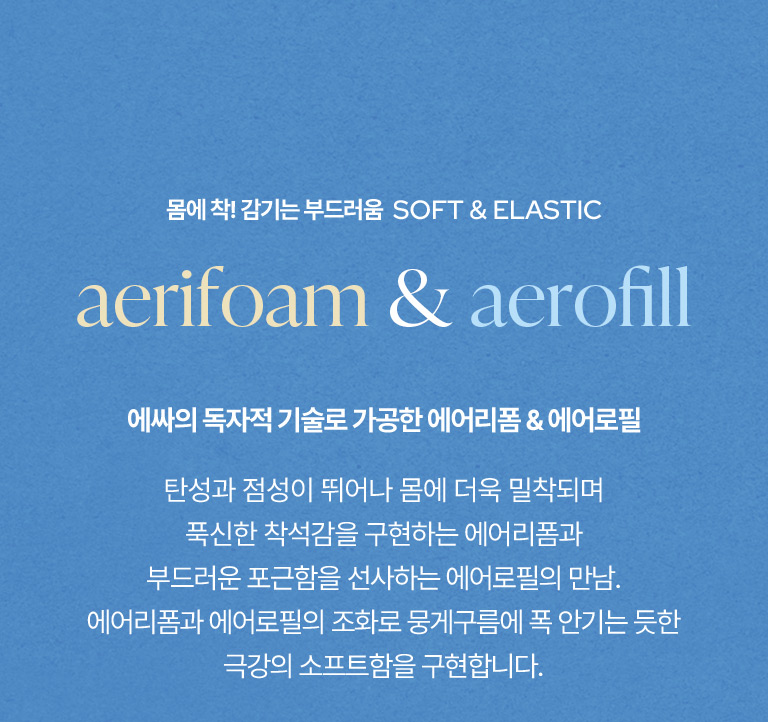 몸에 착! 감기는 부드러움 SOFT & ELASTIC
aerifoam & aerofill
에싸의 독자적 기술로 가공한 에어리폼 & 에어로필
탄성과 점성이 뛰어나 몸에 더욱 밀착되며
푹신한 착석감을 구현하는 에어리폼과
부드러운 포근함을 선사하는 에어로필의 만남.
에어리폼과 에어로필의 조화로 뭉게구름에 폭 안기는 듯한
극강의 소프트함을 구현합니다.